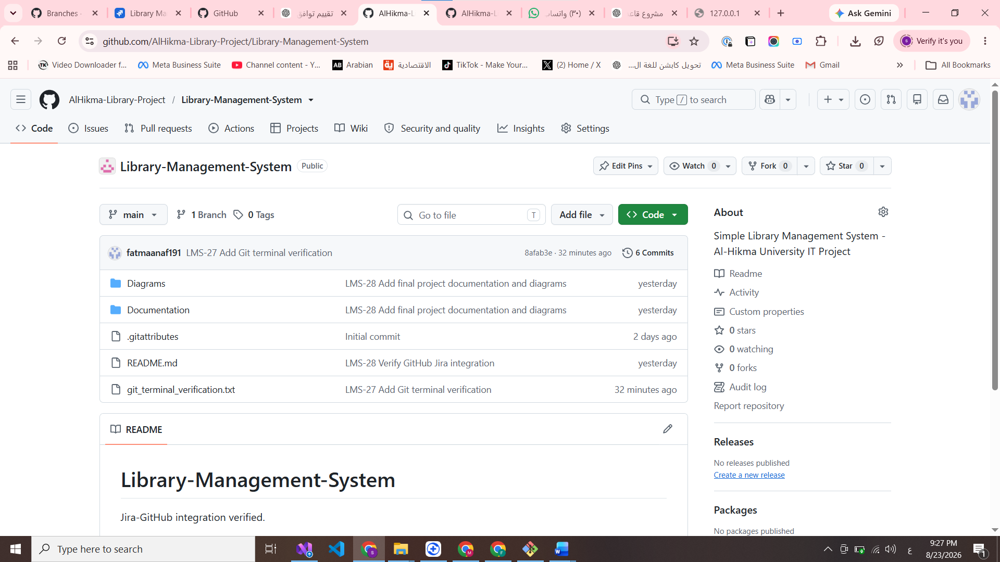 Branches ·
Library Ma
GitHub
تقييم توافق
AlHikma-L
AlHikma-L
(٣٠) واتساب
مشروع قاعد
127.0.0.1
Ask Gemini
github.com/AlHikma-Library-Project/Library-Management-System
Verify it's you
Video Downloader f...
Meta Business Suite
Channel content - Y...
Arabian
الاقتصادية
TikTok - Make Your...
(2) Home / X
تحويل كابشن للغة ال...
Meta Business Suite
Gmail
All Bookmarks
AlHikma-Library-Project / Library-Management-System
Type / to search
Code
Issues
Pull requests
Actions
Projects
Wiki
Security and quality
Insights
Settings
Library-Management-System Public
Edit Pins
Watch 0
Fork 0
Star 0
main
1 Branch
0 Tags
Go to file T
Add file
Code
fatmaanaf191 LMS-27 Add Git terminal verification 8afab3e · 32 minutes ago 6 Commits
Diagrams LMS-28 Add final project documentation and diagrams yesterday
Documentation LMS-28 Add final project documentation and diagrams yesterday
.gitattributes Initial commit 2 days ago
README.md LMS-28 Verify GitHub Jira integration yesterday
git_terminal_verification.txt LMS-27 Add Git terminal verification 32 minutes ago
README
Library-Management-System
Jira-GitHub integration verified.
About
Simple Library Management System -
Al-Hikma University IT Project
Readme
Activity
Custom properties
0 stars
0 watching
0 forks
Audit log
Report repository
Releases
No releases published
Create a new release
Packages
No packages published
Type here to search
ع
9:27 PM
8/23/2026
1